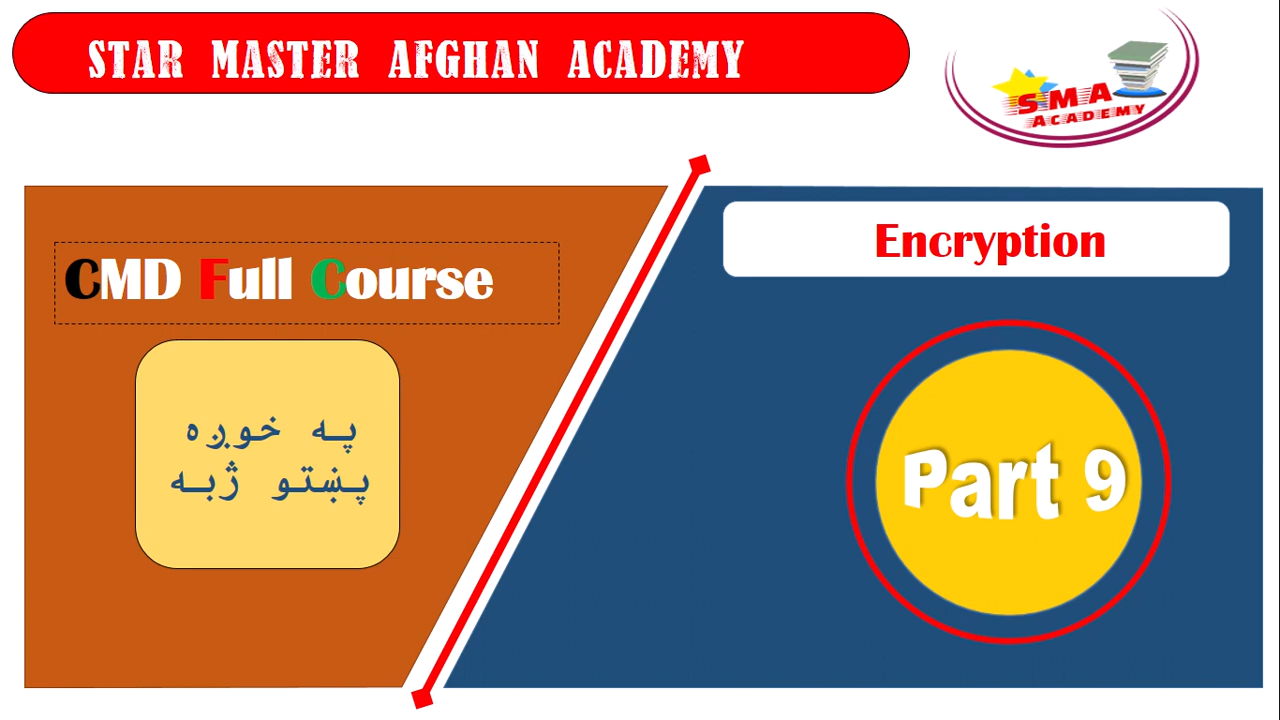 STAR MASTER AFGHAN ACADEMY
SMA
ACADEMY
CMD Full Course
په خوږه
پښتو ژبه
Encryption
Part 9